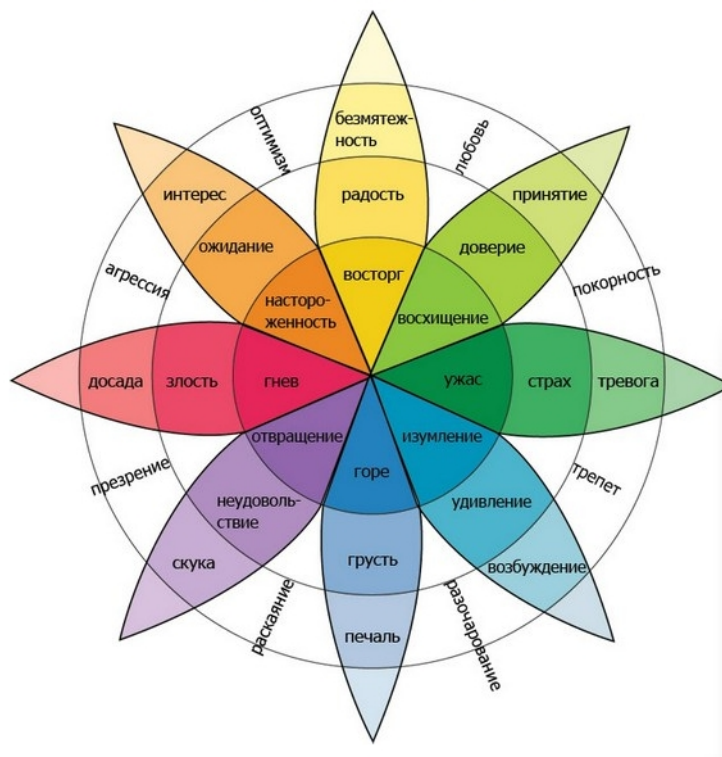 безмятеж-
ность
оптимизм
любовь
интерес
радость
принятие
ожидание
доверие
агрессия
восторг
покорность
насторо-
женность
восхищение
досада
злость
гнев
ужас
страх
тревога
отвращение
изумление
презрение
горе
трепет
неудоволь-
ствие
удивление
скука
грусть
возбуждение
раскаяние
печаль
разочарование